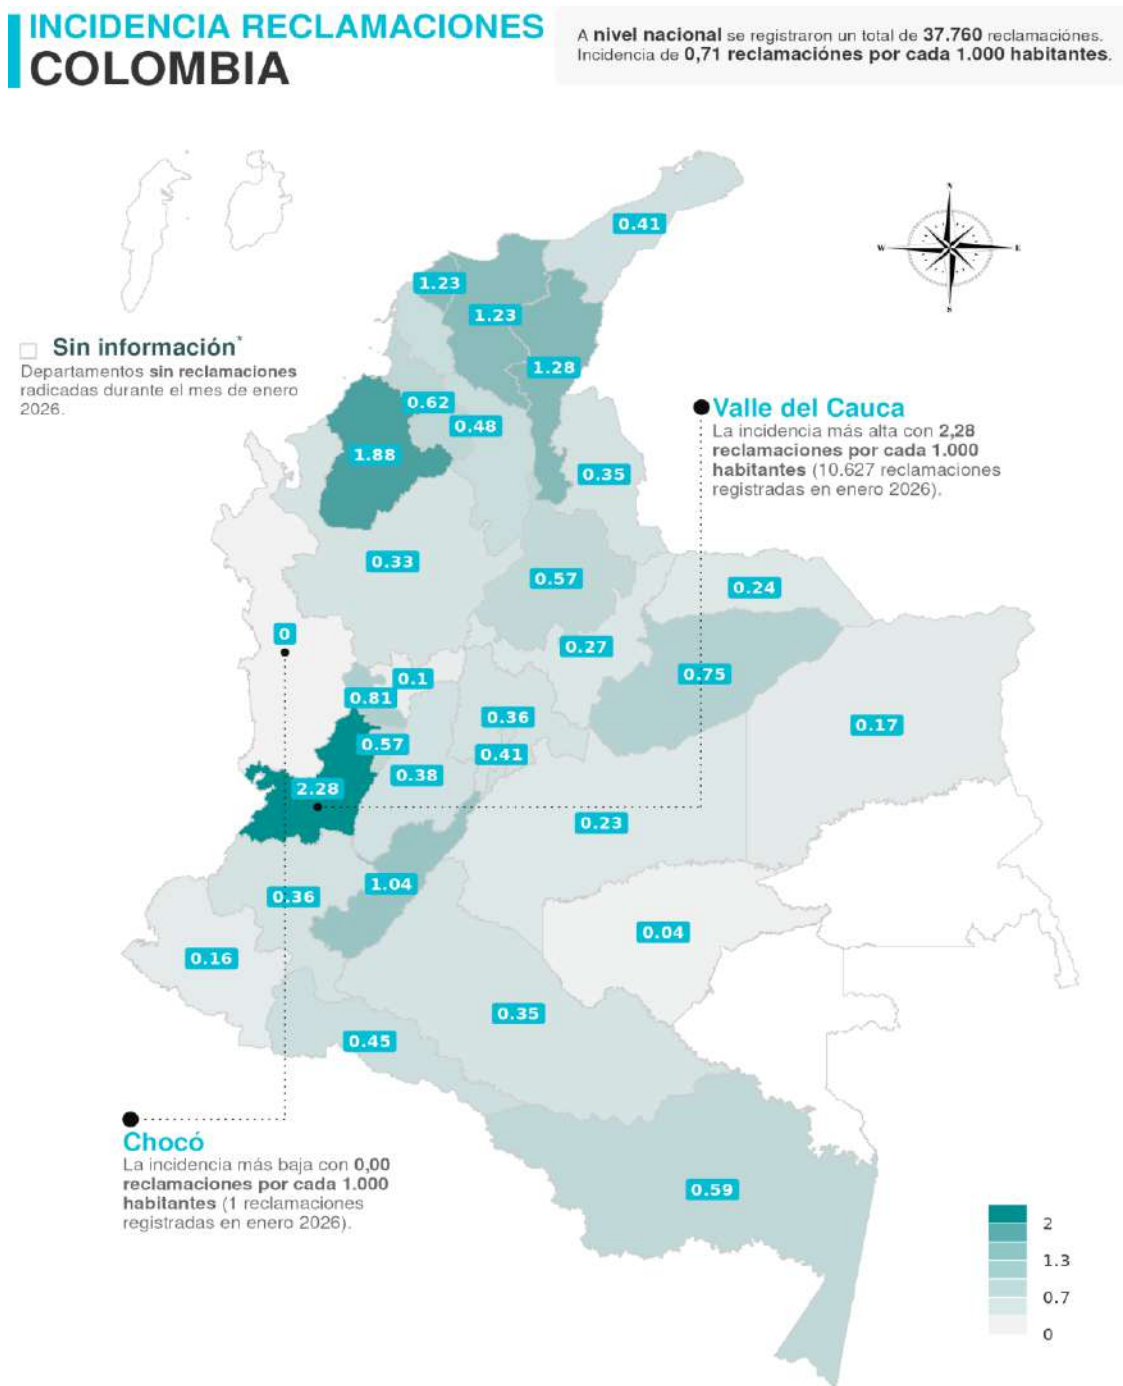 INCIDENCIA RECLAMACIONES
COLOMBIA
A nivel nacional se registraron un total de 37.760 reclamaciónes.
Incidencia de 0,71 reclamaciónes por cada 1.000 habitantes.
N
W
E
S
0.41
1.23
1.23
Sin información*
Departamentos sin reclamaciones
radicadas durante el mes de enero
2026.
1.28
0.62
0.48
1.88
0.35
Valle del Cauca
La incidencia más alta con 2,28
reclamaciones por cada 1.000
habitantes (10.627 reclamaciones
registradas en enero 2026).
0.33
0.57
0.24
0
0.27
0.1
0.75
0.81
0.36
0.17
0.57
0.41
0.38
2.28
0.23
1.04
0.36
0.04
0.16
0.35
0.45
Chocó
La incidencia más baja con 0,00
reclamaciones por cada 1.000
habitantes (1 reclamaciones
registradas en enero 2026).
0.59
2
1.3
0.7
0